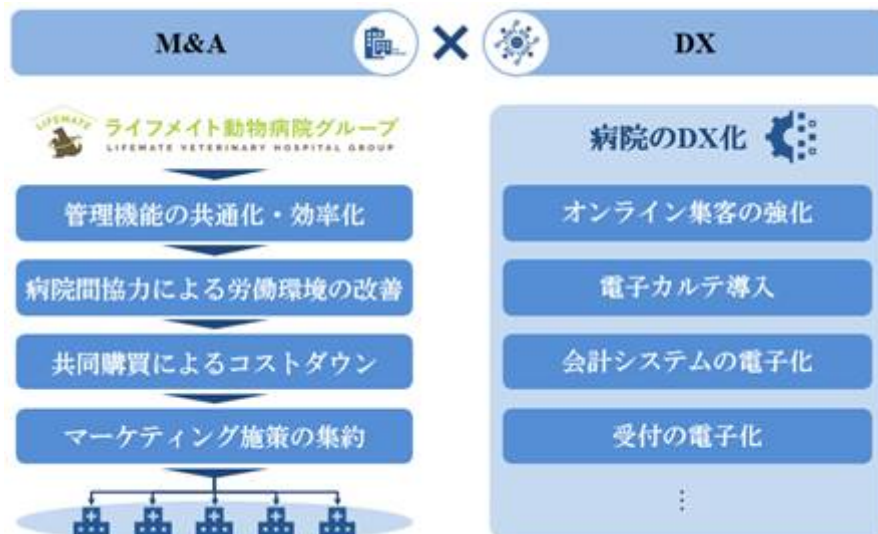 M&A
DX
LIFEMATE
ライフメイト動物病院グループ
LIFEMATE VETERINARY HOSPITAL GROUP
管理機能の共通化・効率化
病院間協力による労働環境の改善
共同購買によるコストダウン
マーケティング施策の集約
病院のDX化
オンライン集客の強化
電子カルテ導入
会計システムの電子化
受付の電子化
⋮